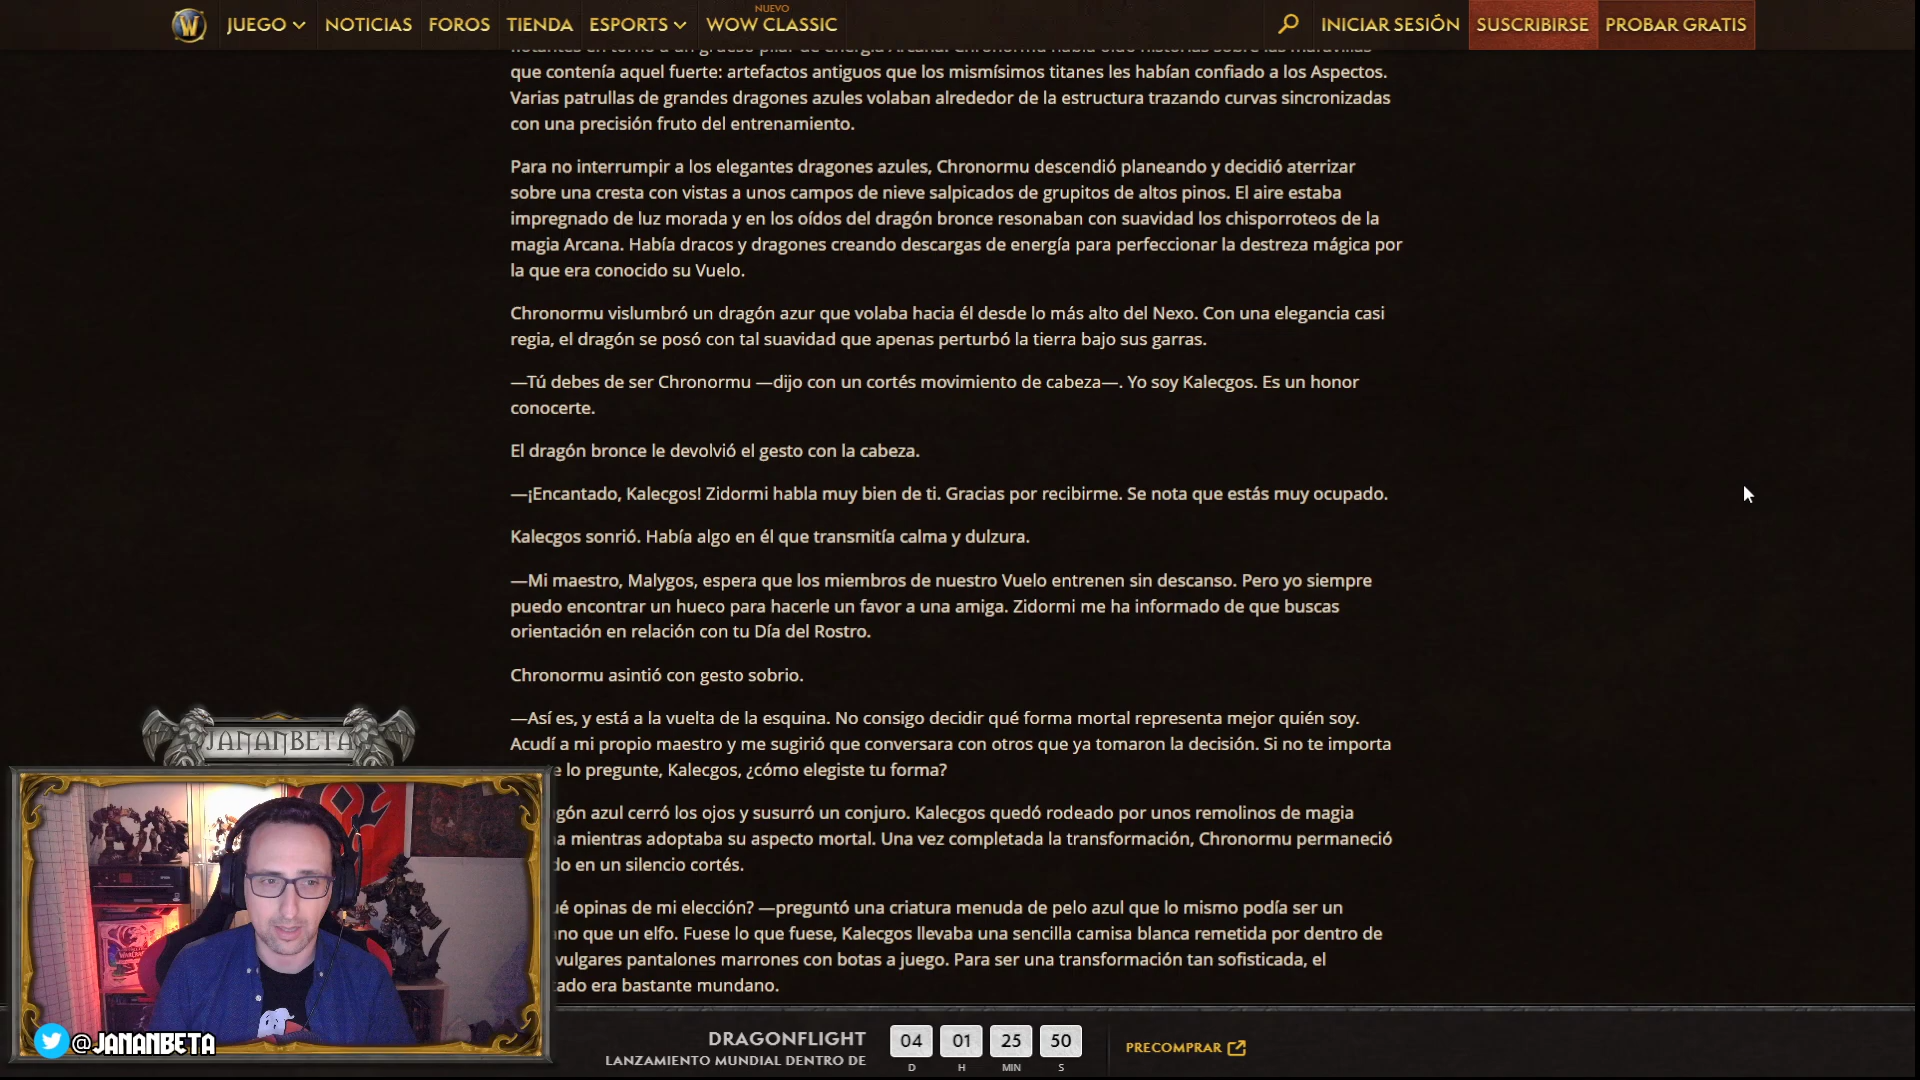 JUEGO
NOTICIAS
FOROS
TIENDA
ESPORTS
NUEVO
WOW CLASSIC
INICIAR SESIÓN
SUSCRIBIRSE
PROBAR GRATIS
que contenía aquel fuerte: artefactos antiguos que los mismísimos titanes les habían confiado a los Aspectos.
Varias patrullas de grandes dragones azules volaban alrededor de la estructura trazando curvas sincronizadas
con una precisión fruto del entrenamiento.
Para no interrumpir a los elegantes dragones azules, Chronormu descendió planeando y decidió aterrizar
sobre una cresta con vistas a unos campos de nieve salpicados de grupitos de altos pinos. El aire estaba
impregnado de luz morada y en los oídos del dragón bronce resonaban con suavidad los chisporroteos de la
magia Arcana. Había dracos y dragones creando descargas de energía para perfeccionar la destreza mágica por
la que era conocido su Vuelo.
Chronormu vislumbró un dragón azur que volaba hacia él desde lo más alto del Nexo. Con una elegancia casi
regia, el dragón se posó con tal suavidad que apenas perturbó la tierra bajo sus garras.
—Tú debes de ser Chronormu —dijo con un cortés movimiento de cabeza—. Yo soy Kalecgos. Es un honor
conocerte.
El dragón bronce le devolvió el gesto con la cabeza.
—¡Encantado, Kalecgos! Zidormi habla muy bien de ti. Gracias por recibirme. Se nota que estás muy ocupado.
Kalecgos sonrió. Había algo en él que transmitía calma y dulzura.
—Mi maestro, Malygos, espera que los miembros de nuestro Vuelo entrenen sin descanso. Pero yo siempre
puedo encontrar un hueco para hacerle un favor a una amiga. Zidormi me ha informado de que buscas
orientación en relación con tu Día del Rostro.
Chronormu asintió con gesto sobrio.
—Así es, y está a la vuelta de la esquina. No consigo decidir qué forma mortal representa mejor quién soy.
Acudí a mi propio maestro y me sugirió que conversara con otros que ya tomaron la decisión. Si no te importa
lo pregunte, Kalecgos, ¿cómo elegiste tu forma?
azul cerró los ojos y susurró un conjuro. Kalecgos quedó rodeado por unos remolinos de magia
mientras adoptaba su aspecto mortal. Una vez completada la transformación, Chronormu permaneció
en un silencio cortés.
opinas de mi elección? —preguntó una criatura menuda de pelo azul que lo mismo podía ser un
que un elfo. Fuese lo que fuese, Kalecgos llevaba una sencilla camisa blanca remetida por dentro de
vulgares pantalones marrones con botas a juego. Para ser una transformación tan sofisticada, el
era bastante mundano.
JANANBETA
@JANANBETA
DRAGONFLIGHT
LANZAMIENTO MUNDIAL DENTRO DE
04 01 25 50
D H MIN S
PRECOMPRAR